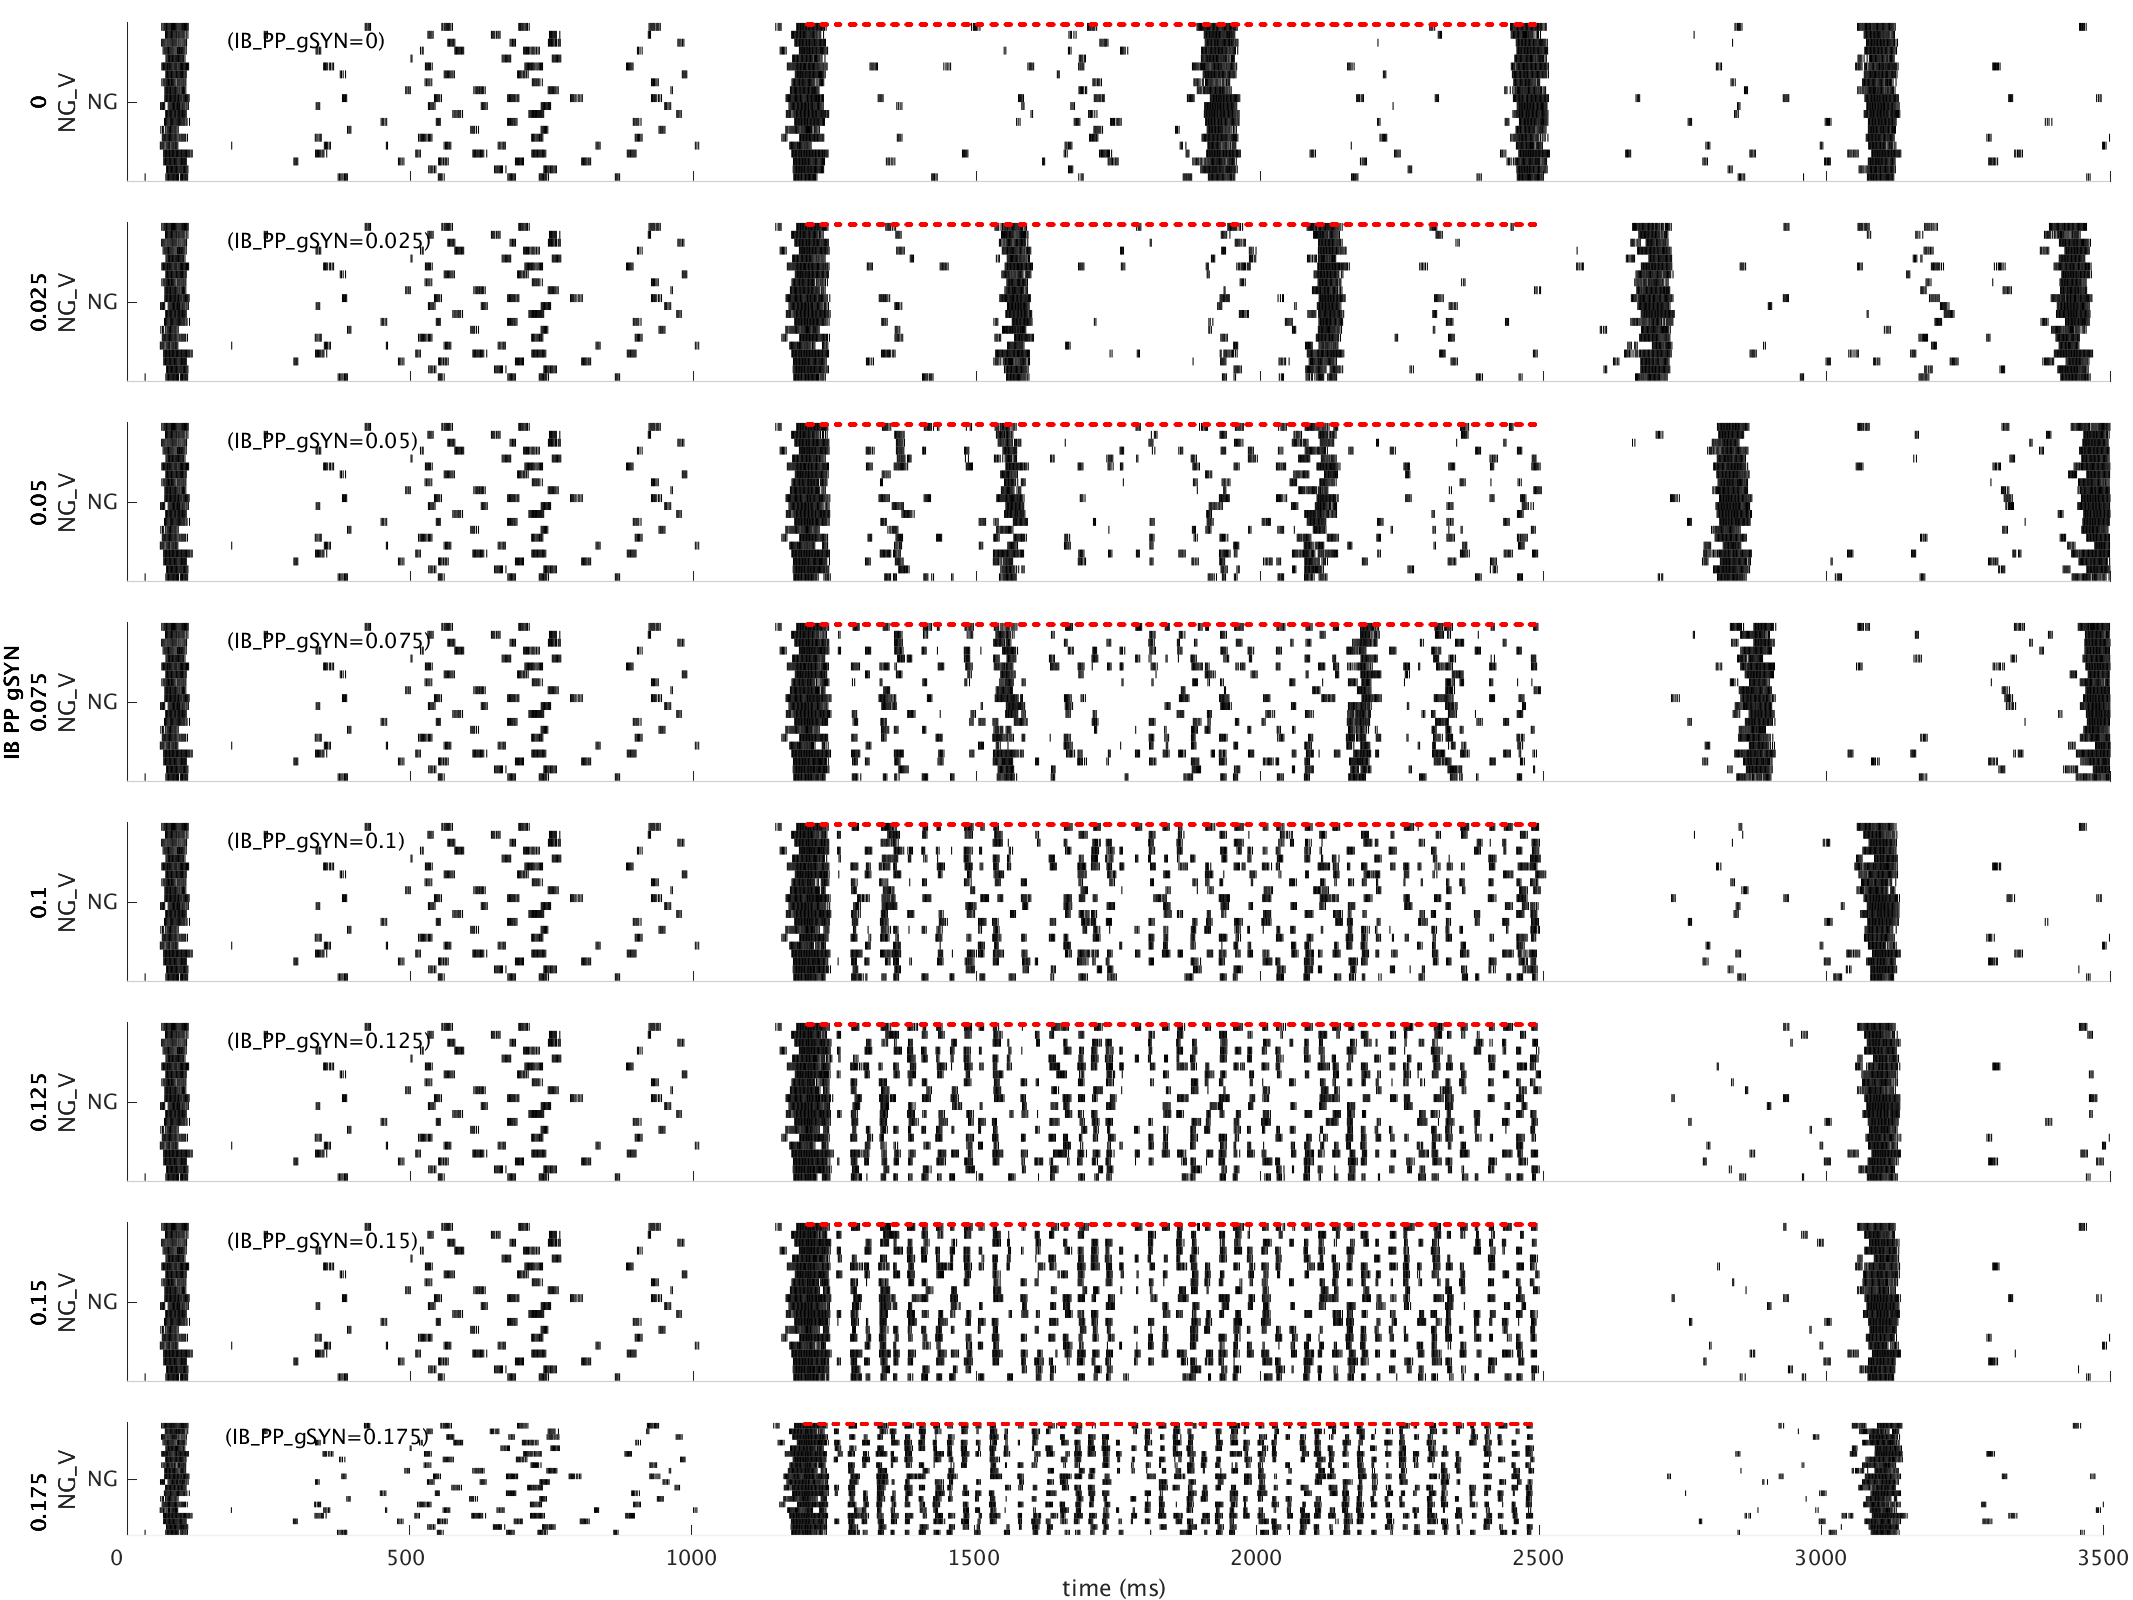 (IB_PP_gSYN=0)
0
NG_V
NG
(IB_PP_gSYN=0.025)
0.025
NG_V
NG
(IB_PP_gSYN=0.05)
0.05
NG_V
NG
(IB_PP_gSYN=0.075)
IB PP gSYN
0.075
NG_V
NG
(IB_PP_gSYN=0.1)
0.1
NG_V
NG
(IB_PP_gSYN=0.125)
0.125
NG_V
NG
(IB_PP_gSYN=0.15)
0.15
NG_V
NG
(IB_PP_gSYN=0.175)
0.175
NG_V
NG
0 500 1000 1500 2000 2500 3000 3500
time (ms)